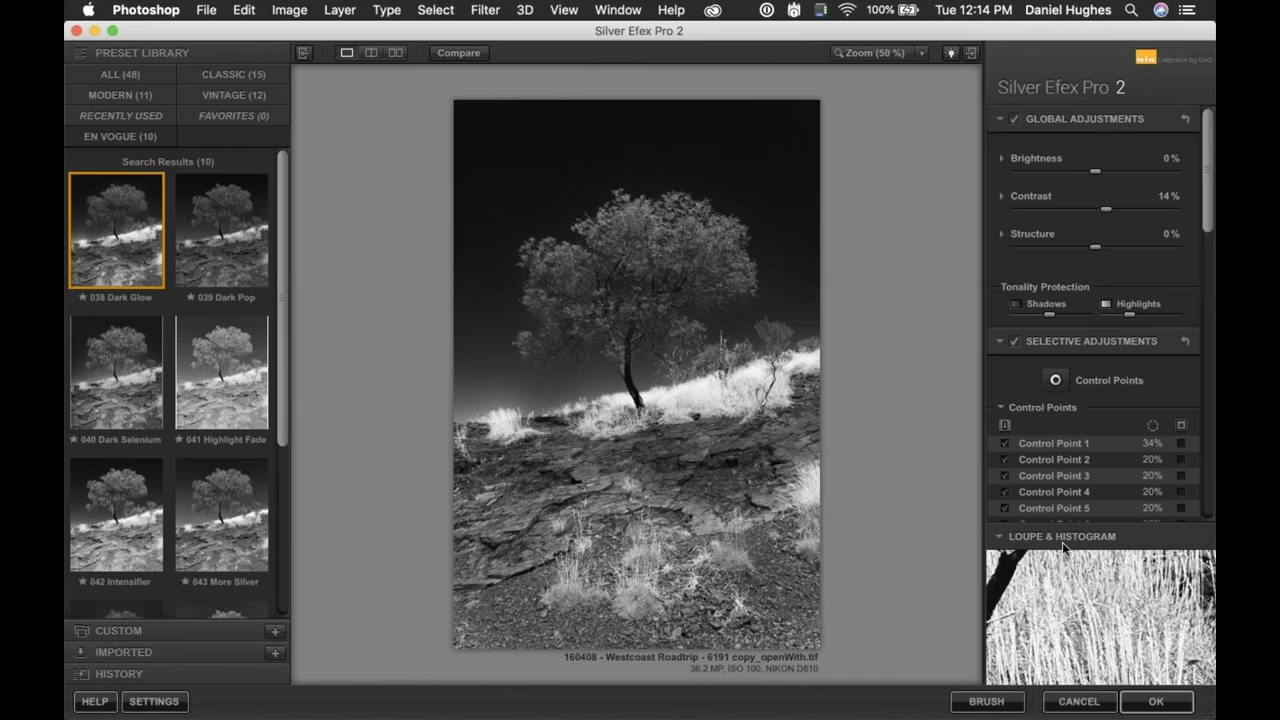 Photoshop File Edit Image Layer Type Select Filter 3D View Window Help 100% Tue 12:14 PM Daniel Hughes
Silver Efex Pro 2
PRESET LIBRARY
Compare
Zoom (50 %)
ALL (48) CLASSIC (15)
MODERN (11) VINTAGE (12)
RECENTLY USED FAVORITES (0)
EN VOGUE (10)
Search Results (10)
★ 038 Dark Glow ★ 039 Dark Pop
★ 040 Dark Selenium ★ 041 Highlight Fade
★ 042 Intensifier ★ 043 More Silver
CUSTOM
IMPORTED
HISTORY
HELP SETTINGS
160408 - Westcoast Roadtrip - 6191 copy_openWith.tif
36.2 MP, ISO 100, NIKON D810
nik Collection by DxO
Silver Efex Pro 2
GLOBAL ADJUSTMENTS
Brightness 0 %
Contrast 14 %
Structure 0 %
Tonality Protection
Shadows Highlights
SELECTIVE ADJUSTMENTS
Control Points
Control Points
Control Point 1 34%
Control Point 2 20%
Control Point 3 20%
Control Point 4 20%
Control Point 5 20%
LOUPE & HISTOGRAM
BRUSH CANCEL OK